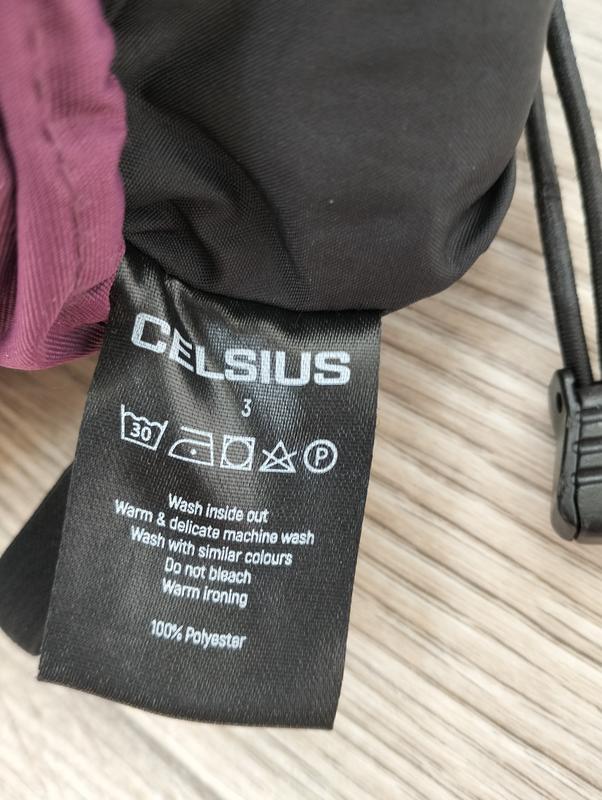 CELSIUS
3
30 P
Wash inside out
Warm & delicate machine wash
Wash with similar colours
Do not bleach
Warm ironing
100% Polyester